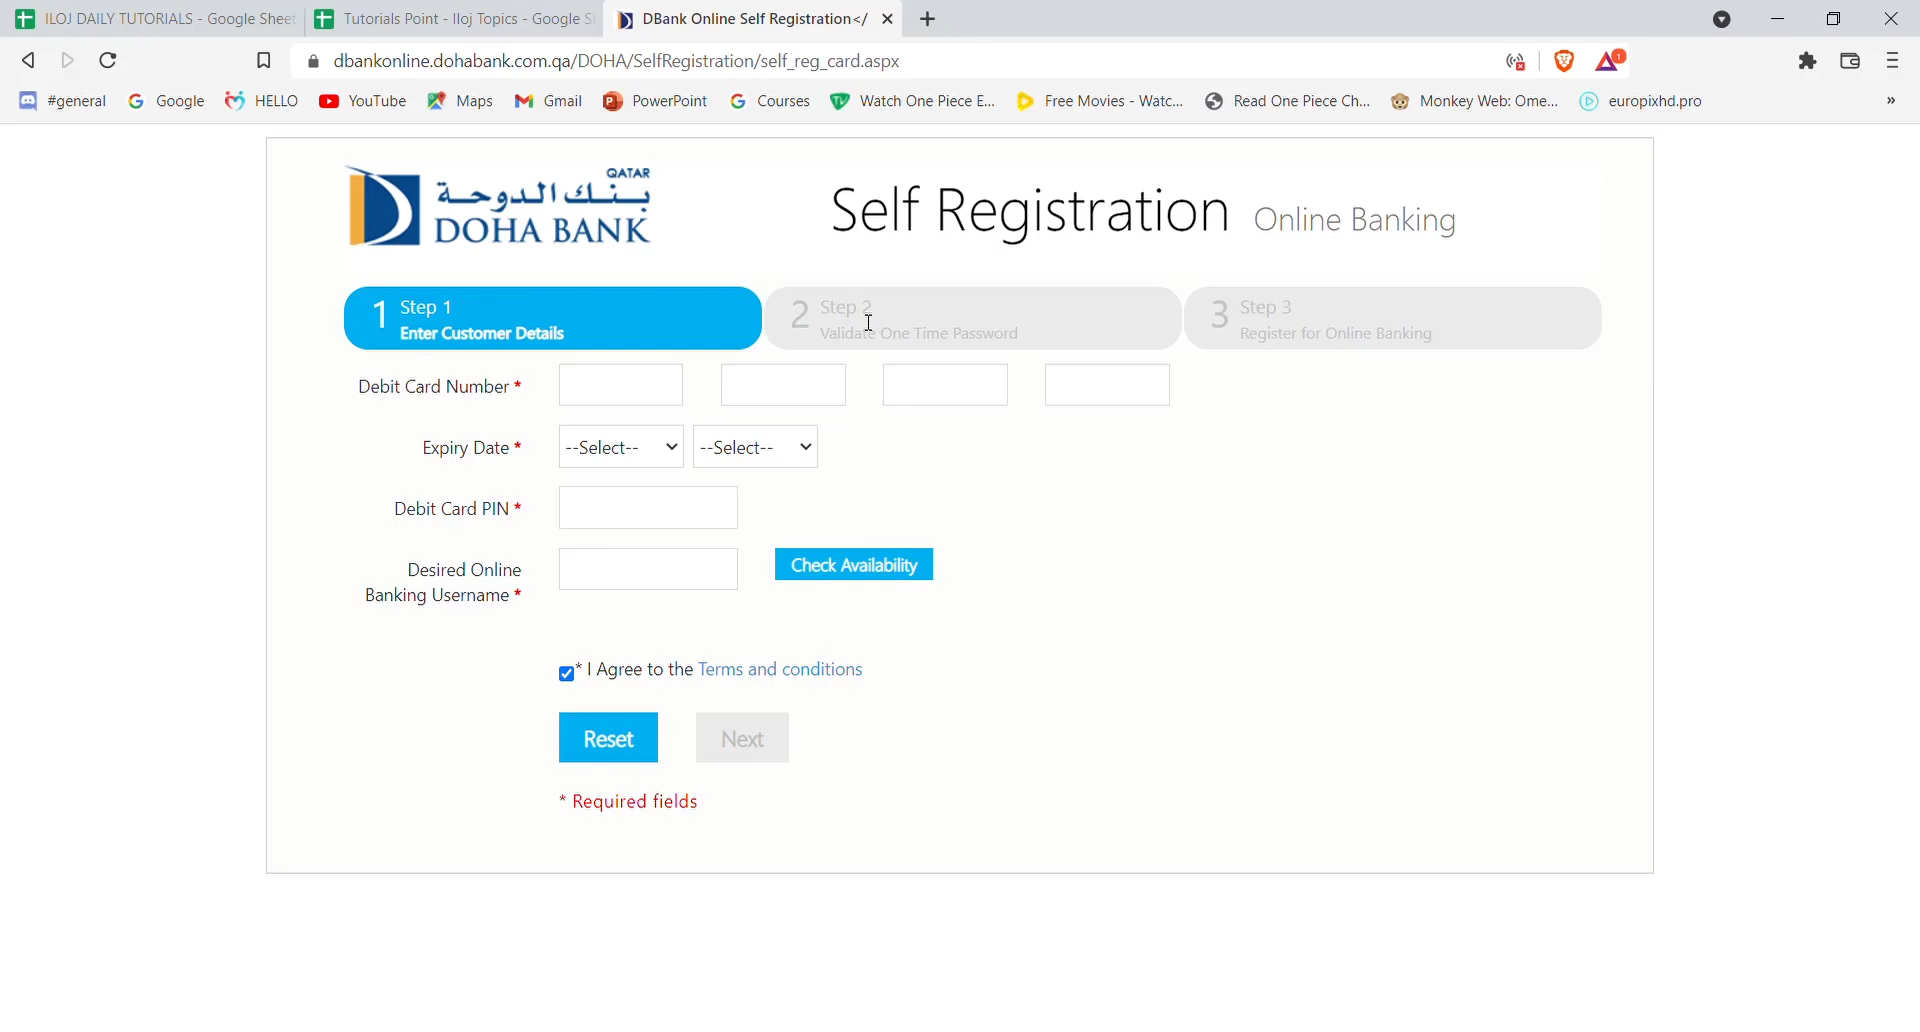 ILOJ DAILY TUTORIALS - Google Sheet
Tutorials Point - Iloj Topics - Google S
DBank Online Self Registration</
dbankonline.dohabank.com.qa/DOHA/SelfRegistration/self_reg_card.aspx
1
#general
Google
HELLO
YouTube
Maps
Gmail
PowerPoint
Courses
Watch One Piece E...
Free Movies - Watc...
Read One Piece Ch...
Monkey Web: Ome...
europixhd.pro
»
QATAR
بنك الدوحة
DOHA BANK
Self Registration Online Banking
1 Step 1
Enter Customer Details
2 Step 2
Validate One Time Password
3 Step 3
Register for Online Banking
Debit Card Number *
Expiry Date *
--Select--
--Select--
Debit Card PIN *
Desired Online
Banking Username *
Check Availability
* I Agree to the Terms and conditions
Reset
Next
* Required fields